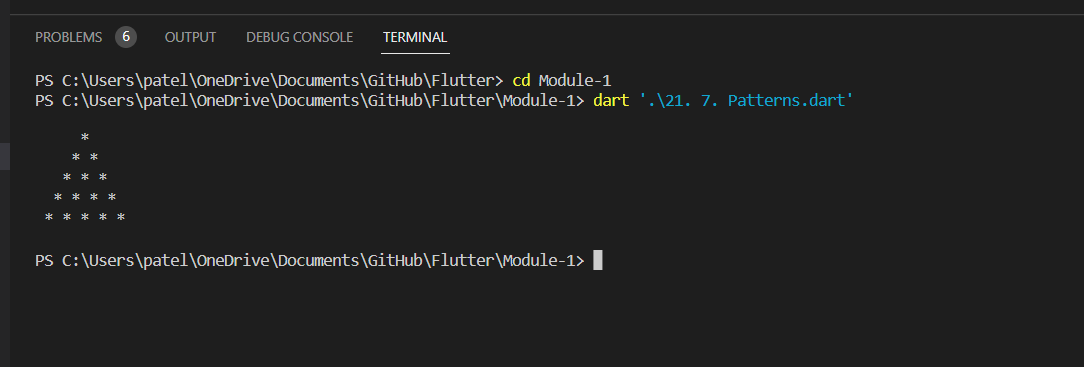 PROBLEMS 6 OUTPUT DEBUG CONSOLE TERMINAL
PS C:\Users\patel\OneDrive\Documents\GitHub\Flutter> cd Module-1
PS C:\Users\patel\OneDrive\Documents\GitHub\Flutter\Module-1> dart '.\21. 7. Patterns.dart'
     *
    * *
   * * *
  * * * *
 * * * * *
PS C:\Users\patel\OneDrive\Documents\GitHub\Flutter\Module-1>